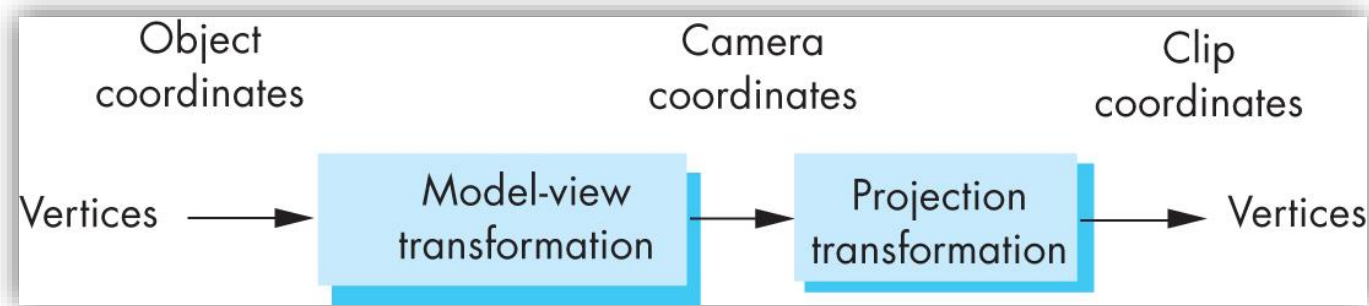 Object
coordinates
Camera
coordinates
Clip
coordinates
Vertices
Model-view
transformation
Projection
transformation
Vertices